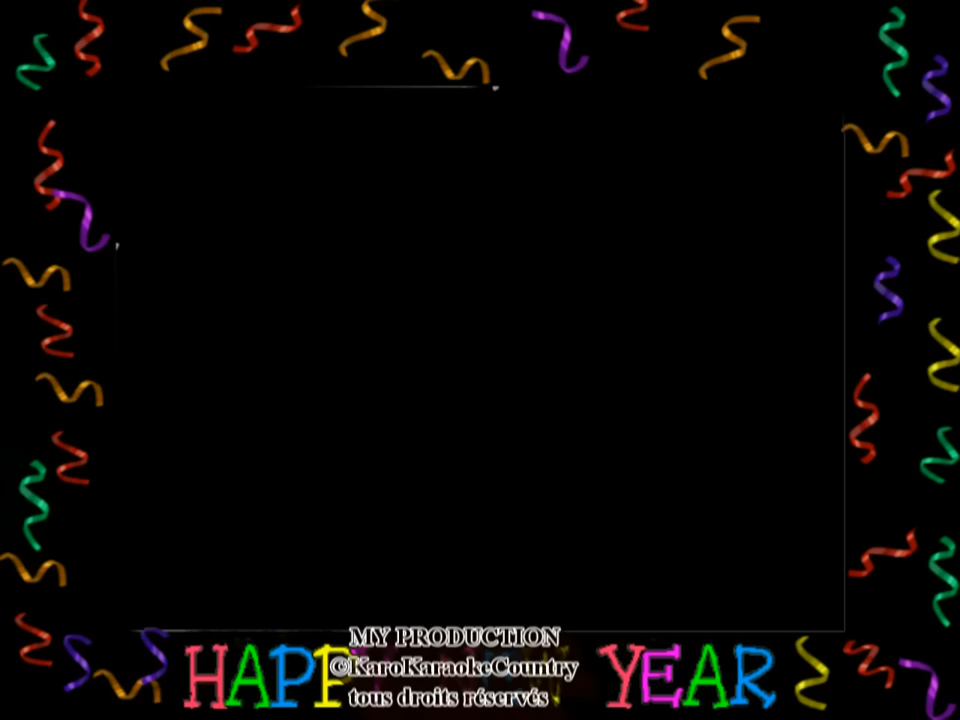 MY PRODUCTION
©KaroKaraokeCountry
tous droits réservés
HAPP YEAR